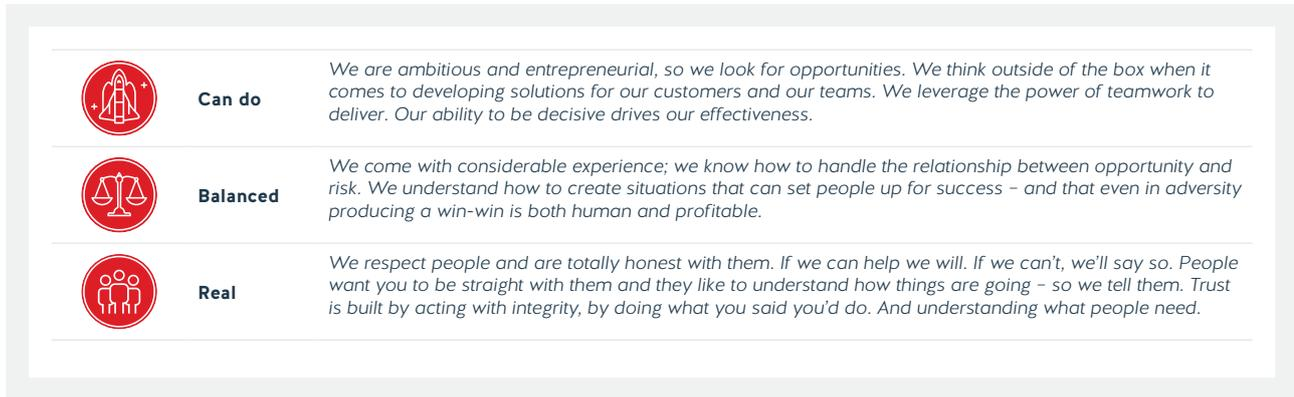 Can do
We are ambitious and entrepreneurial, so we look for opportunities. We think outside of the box when it
comes to developing solutions for our customers and our teams. We leverage the power of teamwork to
deliver. Our ability to be decisive drives our effectiveness.
Balanced
We come with considerable experience; we know how to handle the relationship between opportunity and
risk. We understand how to create situations that can set people up for success – and that even in adversity
producing a win-win is both human and profitable.
Real
We respect people and are totally honest with them. If we can help we will. If we can’t, we’ll say so. People
want you to be straight with them and they like to understand how things are going – so we tell them. Trust
is built by acting with integrity, by doing what you said you’d do. And understanding what people need.